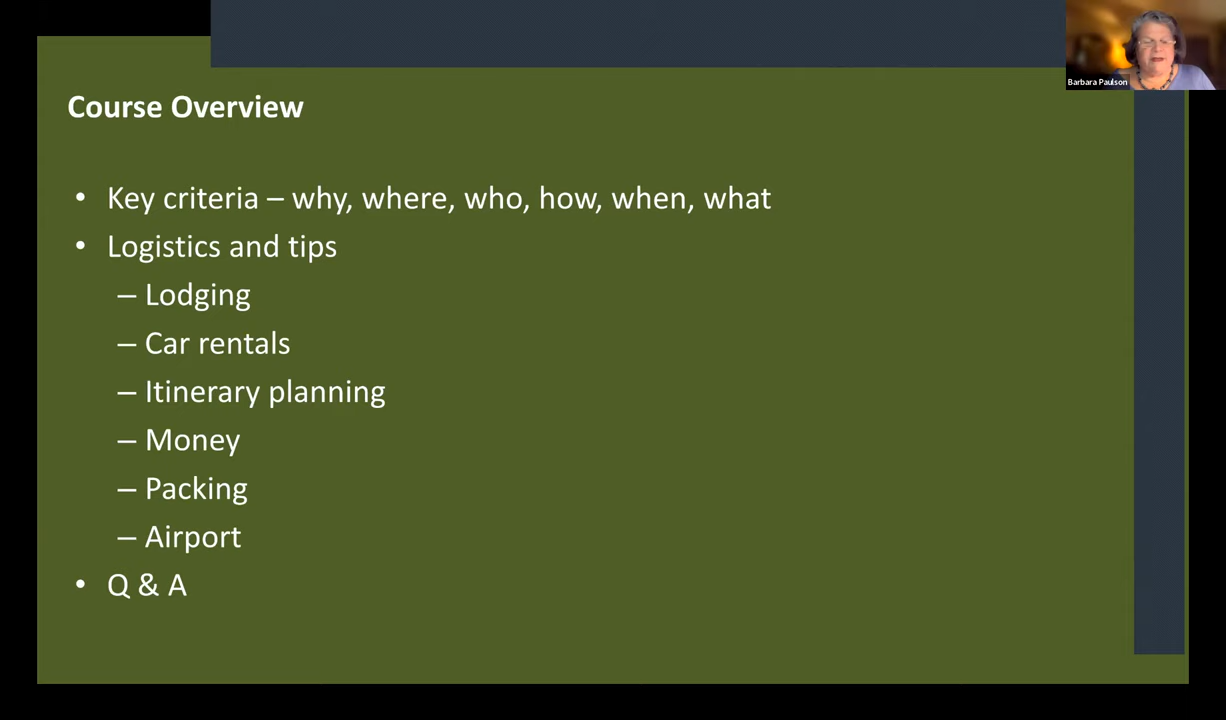 Barbara Paulson
Course Overview
• Key criteria – why, where, who, how, when, what
• Logistics and tips
– Lodging
– Car rentals
– Itinerary planning
– Money
– Packing
– Airport
• Q & A